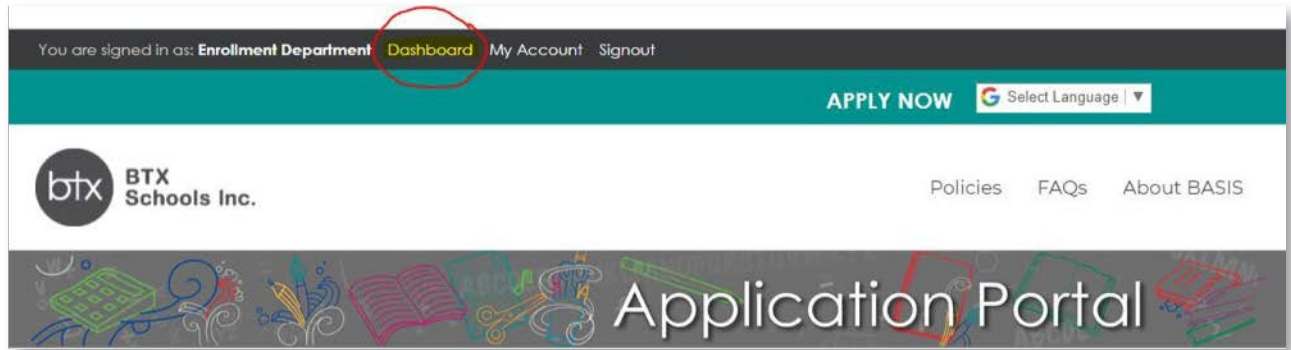 You are signed in as: Enrollment Department Dashboard My Account Signout
APPLY NOW Select Language ▼
btx BTX
Schools Inc.
Policies FAQs About BASIS
Application Portal